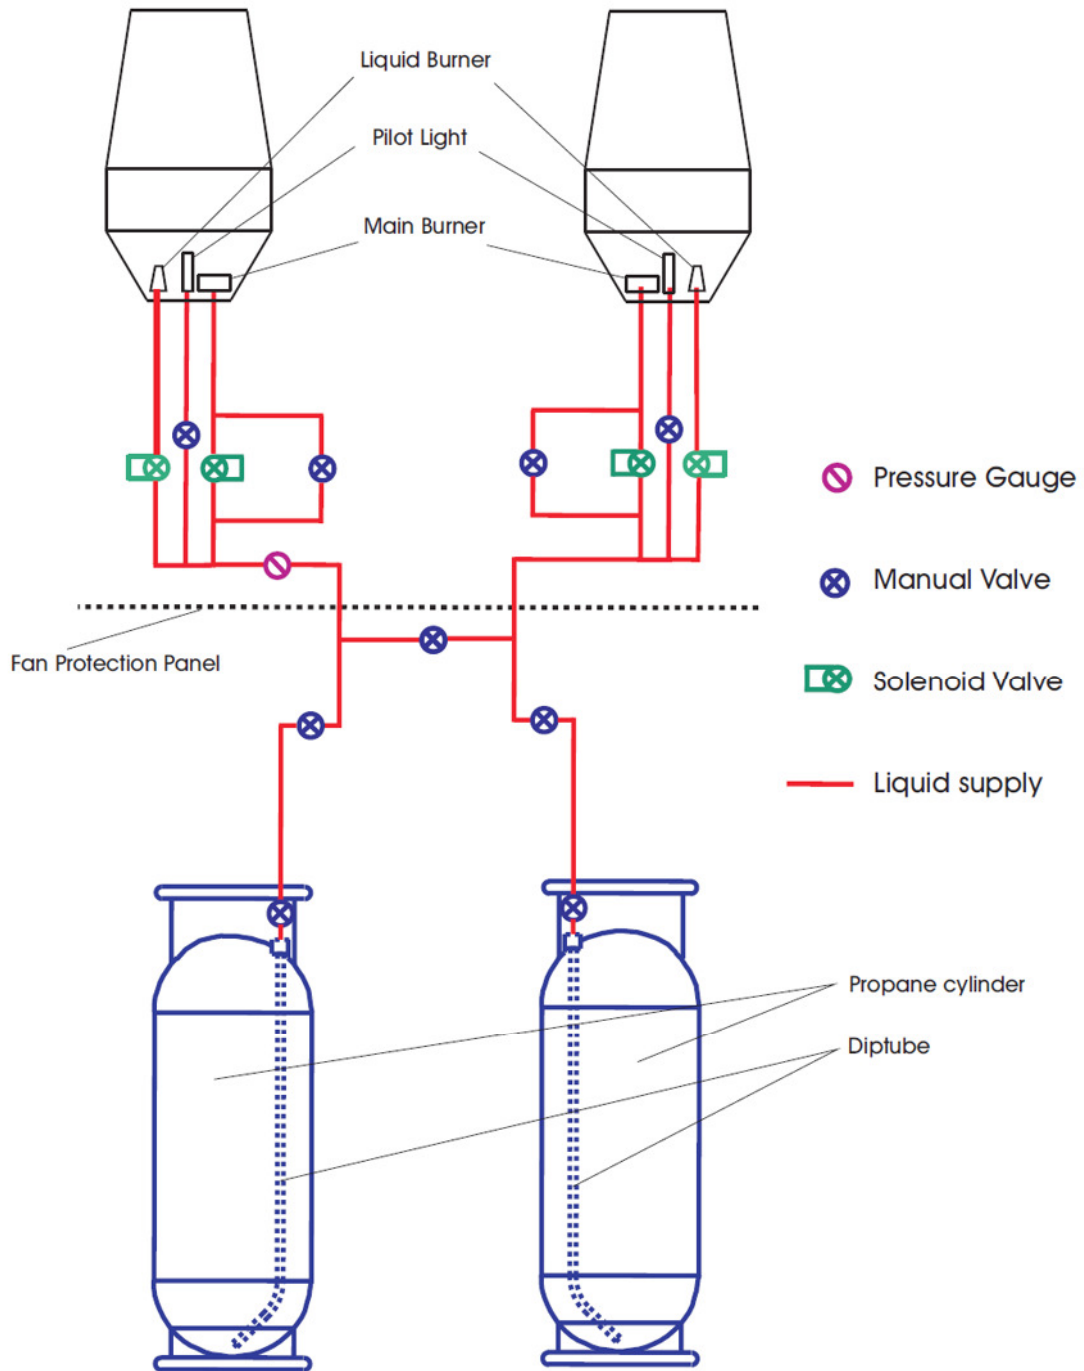 Liquid Burner
Pilot Light
Main Burner
Pressure Gauge
Manual Valve
Fan Protection Panel
Solenoid Valve
Liquid supply
Propane cylinder
Diptube